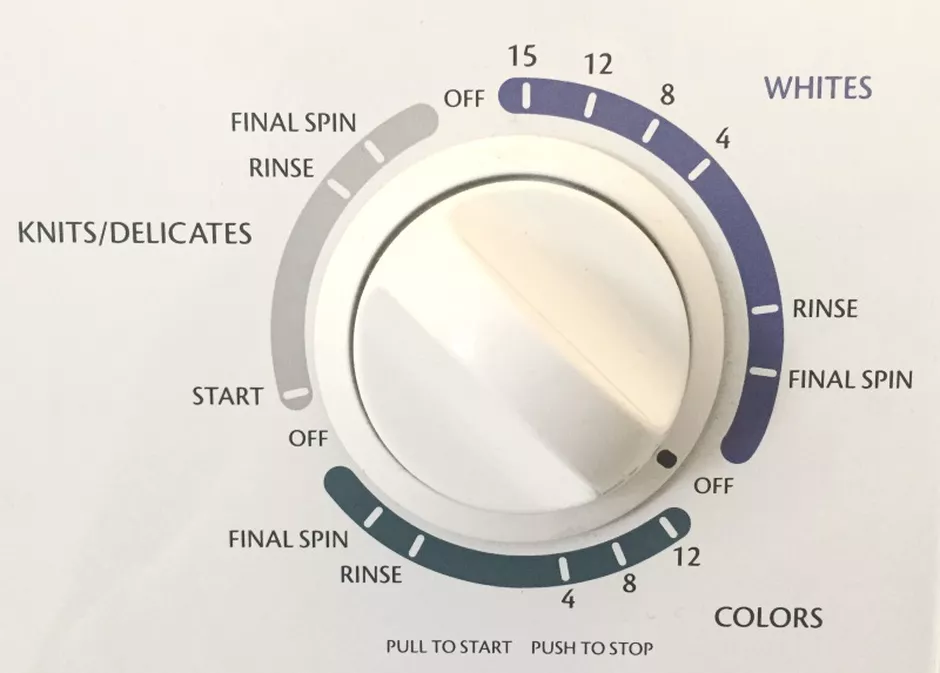 15
12
8
4
WHITES
RINSE
FINAL SPIN
OFF
12
8
4
COLORS
RINSE
FINAL SPIN
OFF
START
KNITS/DELICATES
RINSE
FINAL SPIN
OFF
PULL TO START PUSH TO STOP